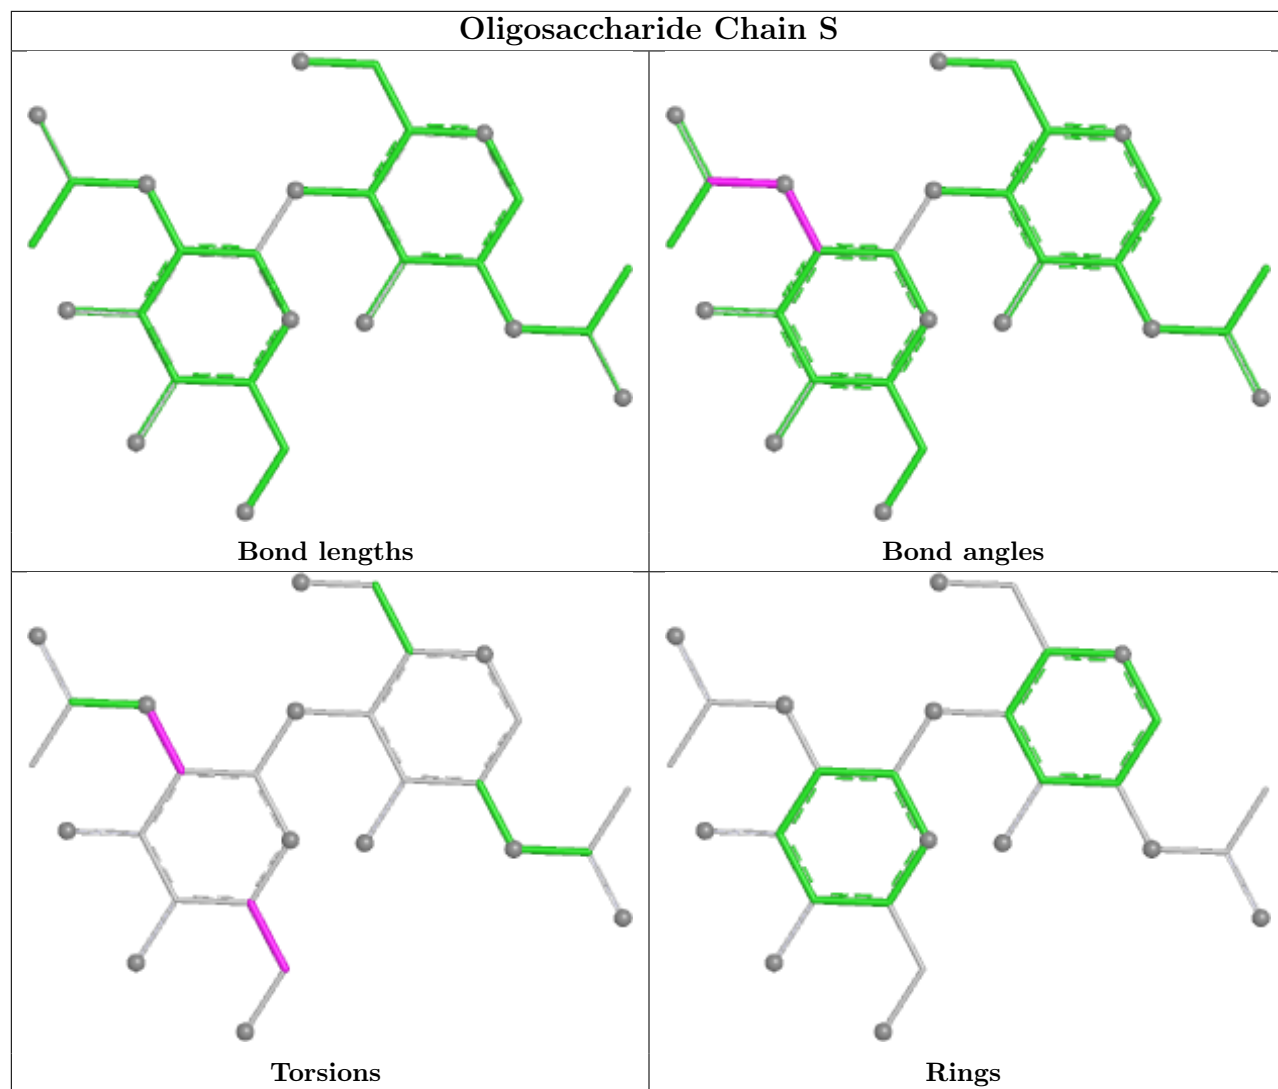 Oligosaccharide Chain S
Bond lengths
Bond angles
Torsions
Rings